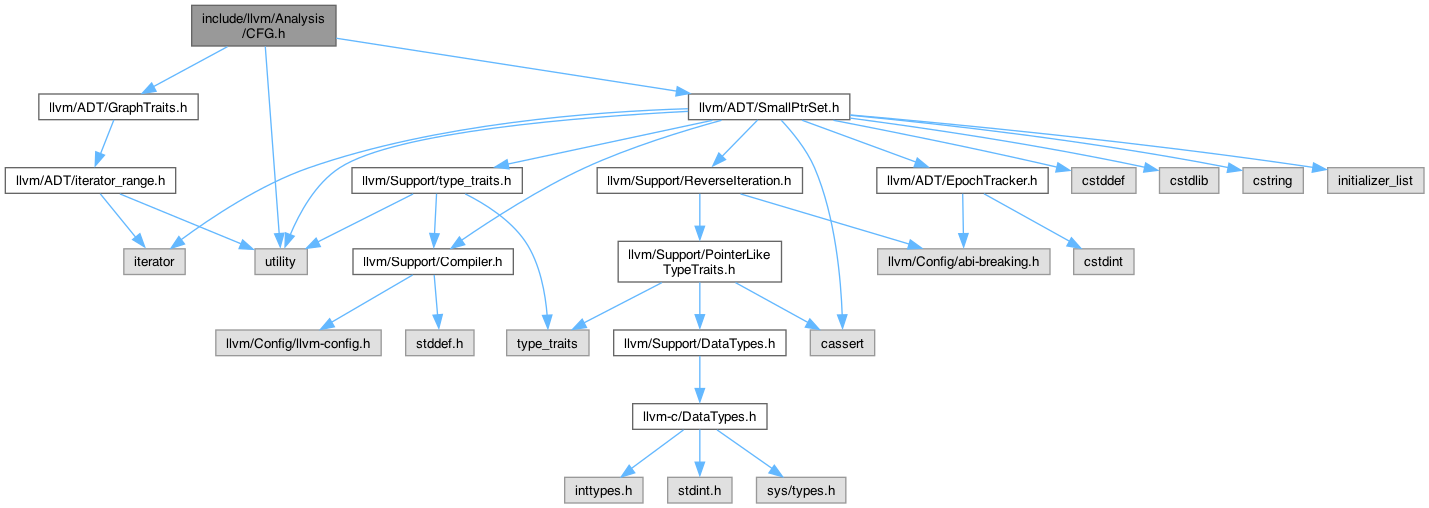 include/llvm/Analysis
/CFG.h
llvm/ADT/GraphTraits.h
llvm/ADT/SmallPtrSet.h
llvm/ADT/iterator_range.h
llvm/Support/type_traits.h
llvm/Support/ReverseIteration.h
llvm/ADT/EpochTracker.h
cstddef
cstdlib
cstring
initializer_list
iterator
utility
llvm/Support/Compiler.h
llvm/Support/PointerLike
TypeTraits.h
llvm/Config/abi-breaking.h
cstdint
llvm/Config/llvm-config.h
stddef.h
type_traits
llvm/Support/DataTypes.h
cassert
llvm-c/DataTypes.h
inttypes.h
stdint.h
sys/types.h